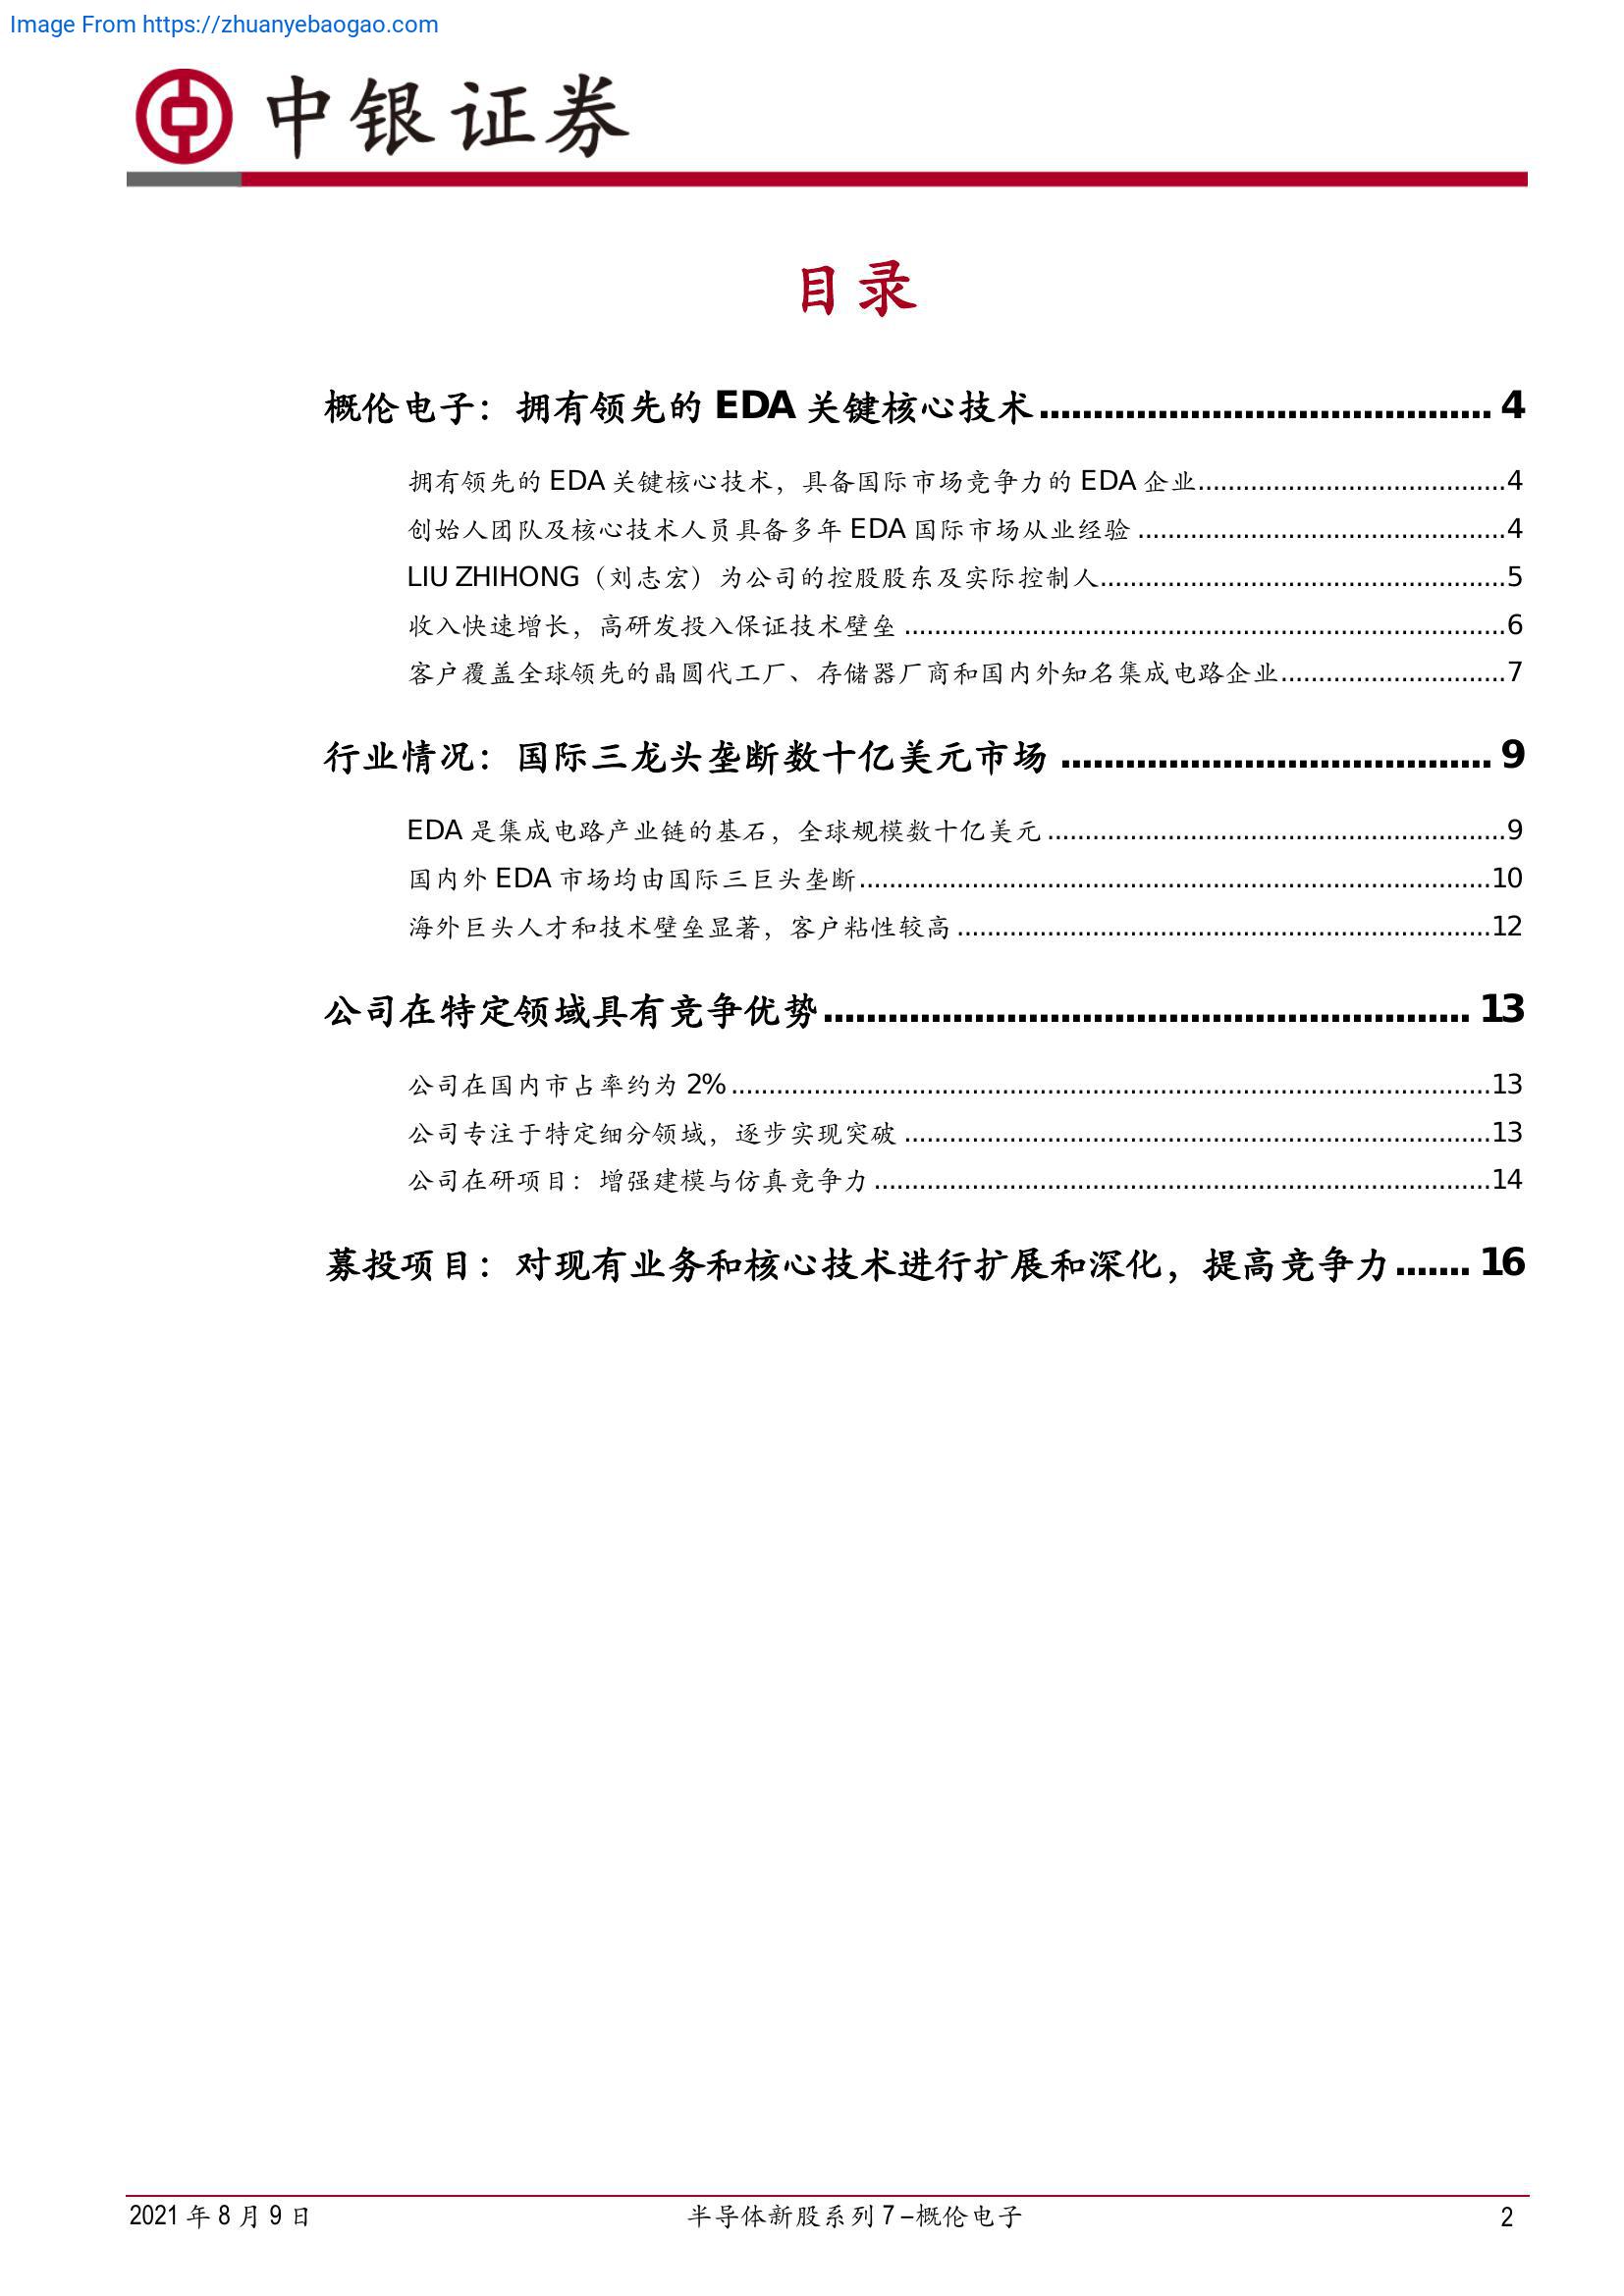 Image From https://zhuanyebaogao.com
中银证券
目录
概伦电子：拥有领先的 EDA 关键核心技术.......................................... 4
拥有领先的 EDA 关键核心技术，具备国际市场竞争力的 EDA 企业.........................................4
创始人团队及核心技术人员具备多年 EDA 国际市场从业经验 .................................................4
LIU ZHIHONG（刘志宏）为公司的控股股东及实际控制人......................................................5
收入快速增长，高研发投入保证技术壁垒 ................................................................................6
客户覆盖全球领先的晶圆代工厂、存储器厂商和国内外知名集成电路企业..............................7
行业情况：国际三龙头垄断数十亿美元市场 ........................................ 9
EDA 是集成电路产业链的基石，全球规模数十亿美元 .............................................................9
国内外 EDA 市场均由国际三巨头垄断....................................................................................10
海外巨头人才和技术壁垒显著，客户粘性较高 .......................................................................12
公司在特定领域具有竞争优势............................................................ 13
公司在国内市占率约为 2%.....................................................................................................13
公司专注于特定细分领域，逐步实现突破 ..............................................................................13
公司在研项目：增强建模与仿真竞争力 ..................................................................................14
募投项目：对现有业务和核心技术进行扩展和深化，提高竞争力....... 16
2021 年 8 月 9 日
半导体新股系列 7 –概伦电子
2